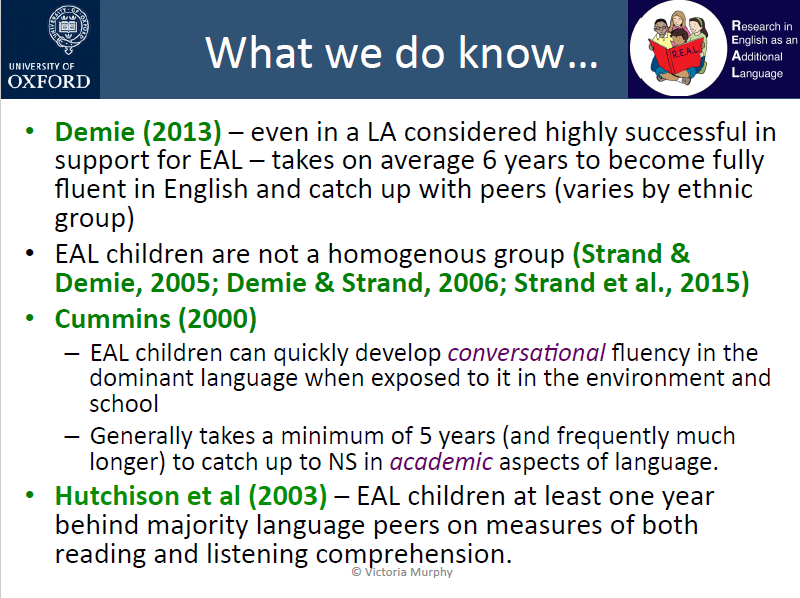 UNIVERSITY OF
OXFORD
What we do know…
R.E.A.L.
Research in
English as an
Additional
Language
• Demie (2013) – even in a LA considered highly successful in
support for EAL – takes on average 6 years to become fully
fluent in English and catch up with peers (varies by ethnic
group)
• EAL children are not a homogenous group (Strand &
Demie, 2005; Demie & Strand, 2006; Strand et al., 2015)
• Cummins (2000)
– EAL children can quickly develop conversational fluency in the
dominant language when exposed to it in the environment and
school
– Generally takes a minimum of 5 years (and frequently much
longer) to catch up to NS in academic aspects of language.
• Hutchison et al (2003) – EAL children at least one year
behind majority language peers on measures of both
reading and listening comprehension.
© Victoria Murphy